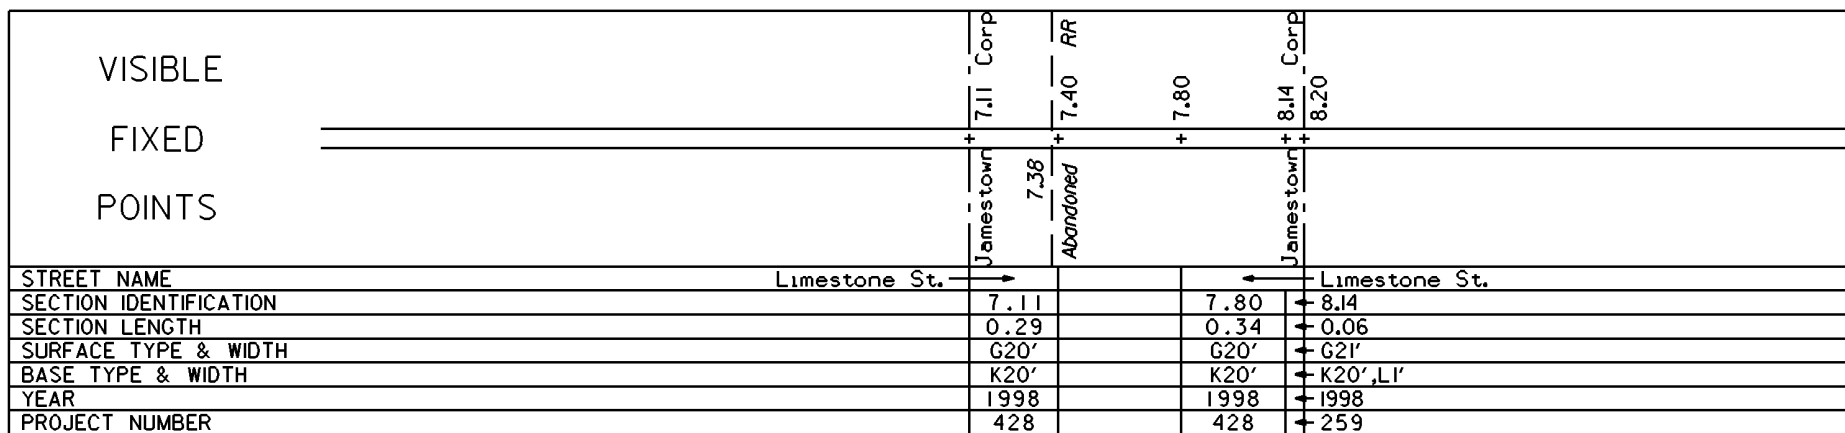 VISIBLE
FIXED
POINTS
Jamestown 7.11 Corp
7.38
Abandoned RR
7.40
7.80
Jamestown 8.14 Corp
8.20
STREET NAME Limestone St. Limestone St.
SECTION IDENTIFICATION 7.11 7.80 8.14
SECTION LENGTH 0.29 0.34 0.06
SURFACE TYPE & WIDTH G20' G20' G21'
BASE TYPE & WIDTH K20' K20' K20',L1'
YEAR 1998 1998 1998
PROJECT NUMBER 428 428 259